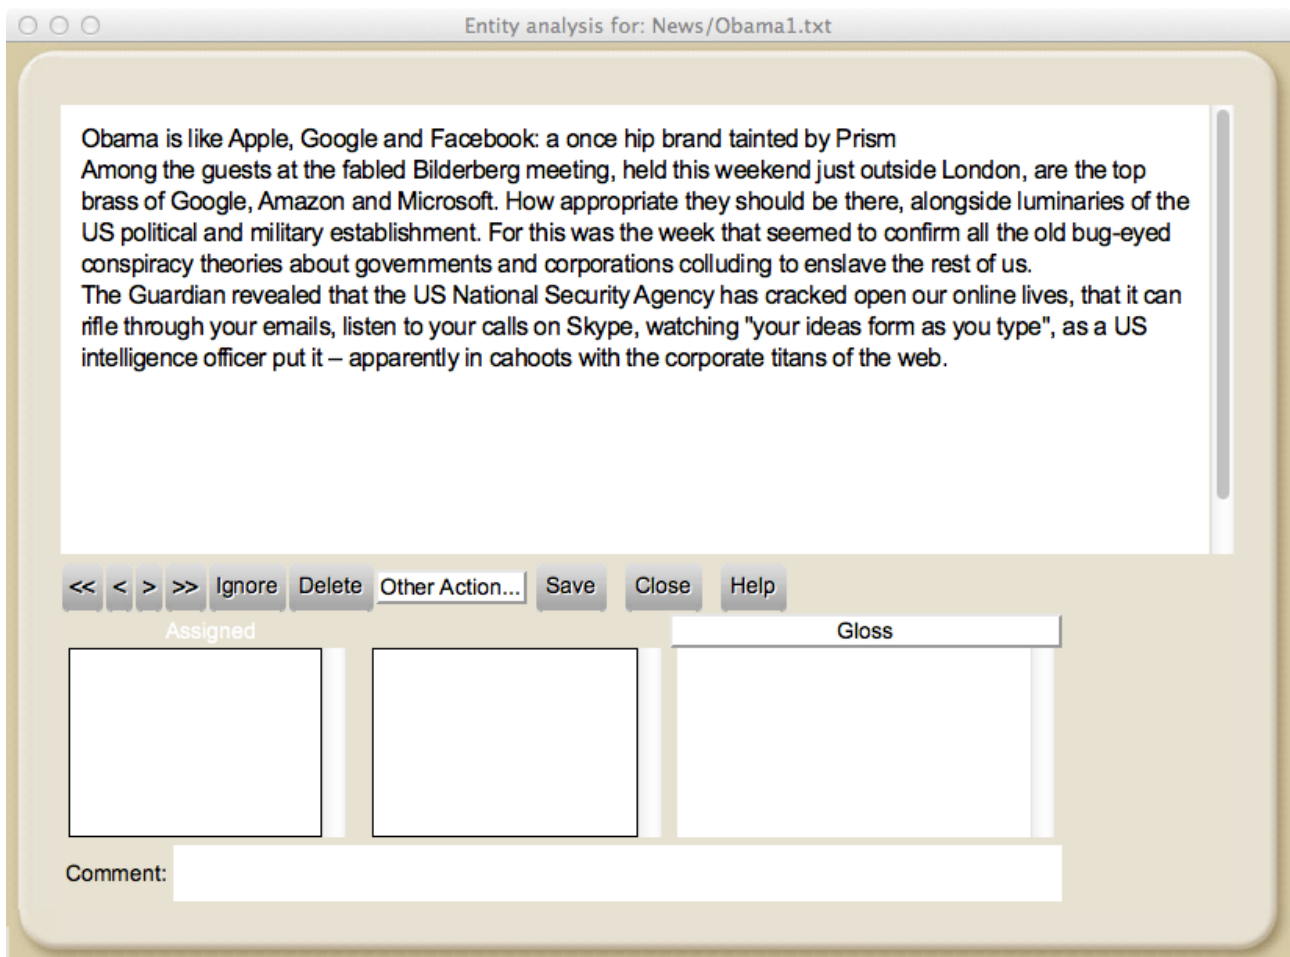 Entity analysis for: News/Obama1.txt
Obama is like Apple, Google and Facebook: a once hip brand tainted by Prism
Among the guests at the fabled Bilderberg meeting, held this weekend just outside London, are the top
brass of Google, Amazon and Microsoft. How appropriate they should be there, alongside luminaries of the
US political and military establishment. For this was the week that seemed to confirm all the old bug-eyed
conspiracy theories about governments and corporations colluding to enslave the rest of us.
The Guardian revealed that the US National Security Agency has cracked open our online lives, that it can
rifle through your emails, listen to your calls on Skype, watching "your ideas form as you type", as a US
intelligence officer put it – apparently in cahoots with the corporate titans of the web.
<< < > >> Ignore Delete Other Action... Save Close Help
Assigned Gloss
Comment: